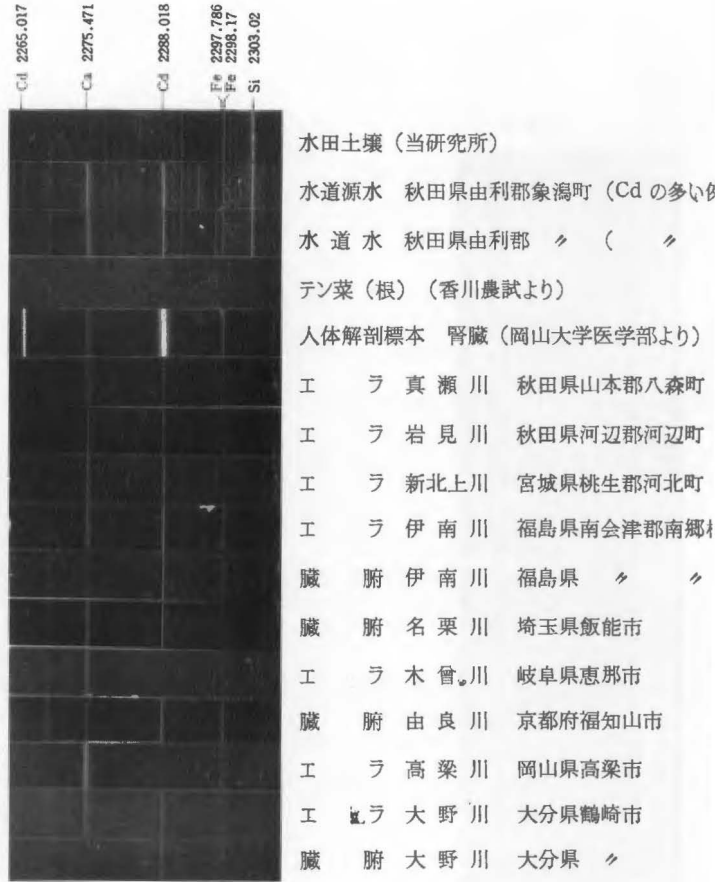 Cd 2265.017
Ca 2275.471
Cd 2288.018
Fe 2297.786
Fe 2298.17
Si 2303.02
水田土壌（当研究所）
水道源水 秋田県由利郡象潟町（Cdの多い
水道水 秋田県由利郡 〃 （ 〃
テン菜（根）（香川農試より）
人体解剖標本 腎臓（岡山大学医学部より）
エラ 真瀬川 秋田県山本郡八森町
エラ 岩見川 秋田県河辺郡河辺町
エラ 新北上川 宮城県桃生郡河北町
エラ 伊南川 福島県南会津郡南郷
臓腑 伊南川 福島県 〃 〃
臓腑 名栗川 埼玉県飯能市
エラ 木曾川 岐阜県恵那市
臓腑 由良川 京都府福知山市
エラ 高梁川 岡山県高梁市
エラ 大野川 大分県鶴崎市
臓腑 大野川 大分県 〃